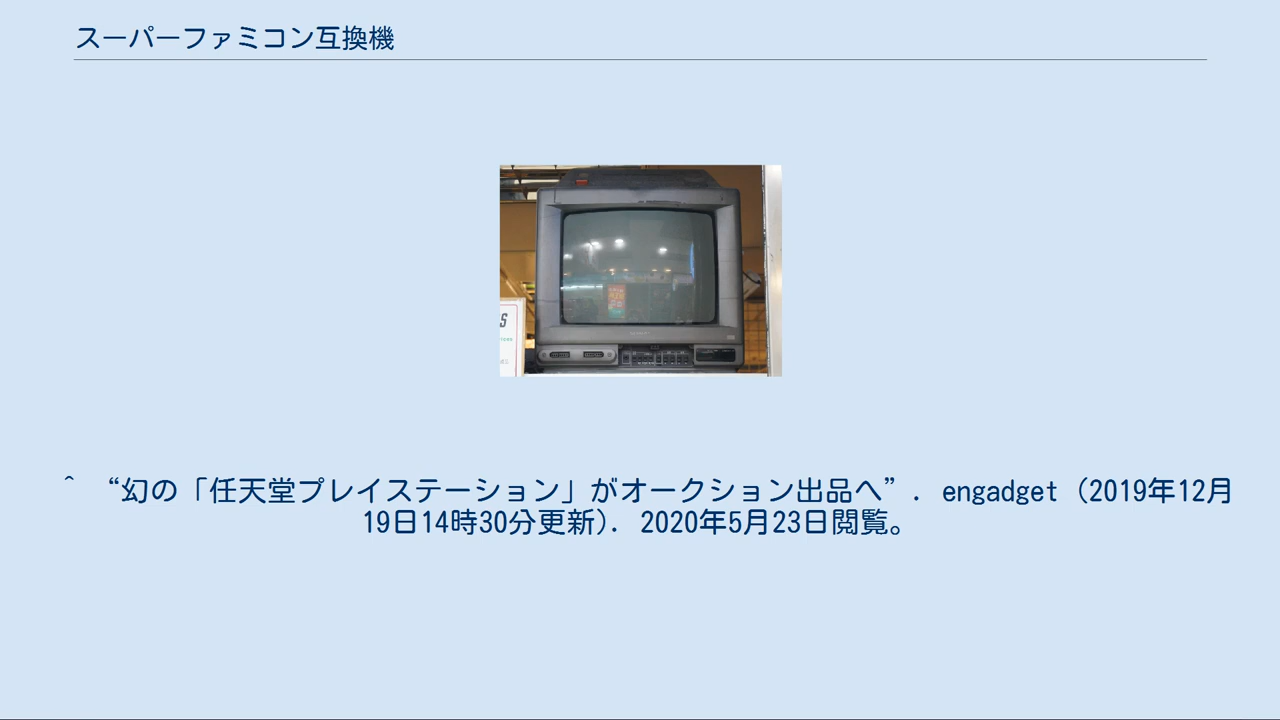 スーパーファミコン互換機
S
^ “幻の「任天堂プレイステーション」がオークション出品へ”. engadget (2019年12月
19日14時30分更新). 2020年5月23日閲覧。